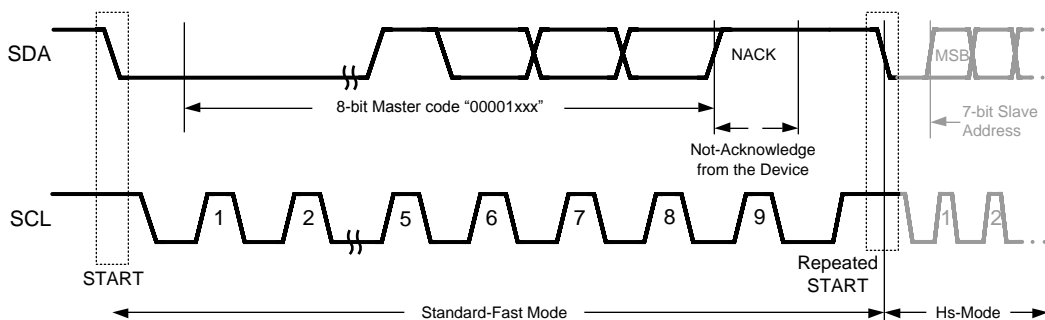 SDA
NACK
MSB
8-bit Master code “00001xxx”
7-bit Slave
Address
Not-Acknowledge
from the Device
SCL
1
2
5
6
7
8
9
1
2
START
Repeated
START
Standard-Fast Mode
Hs-Mode